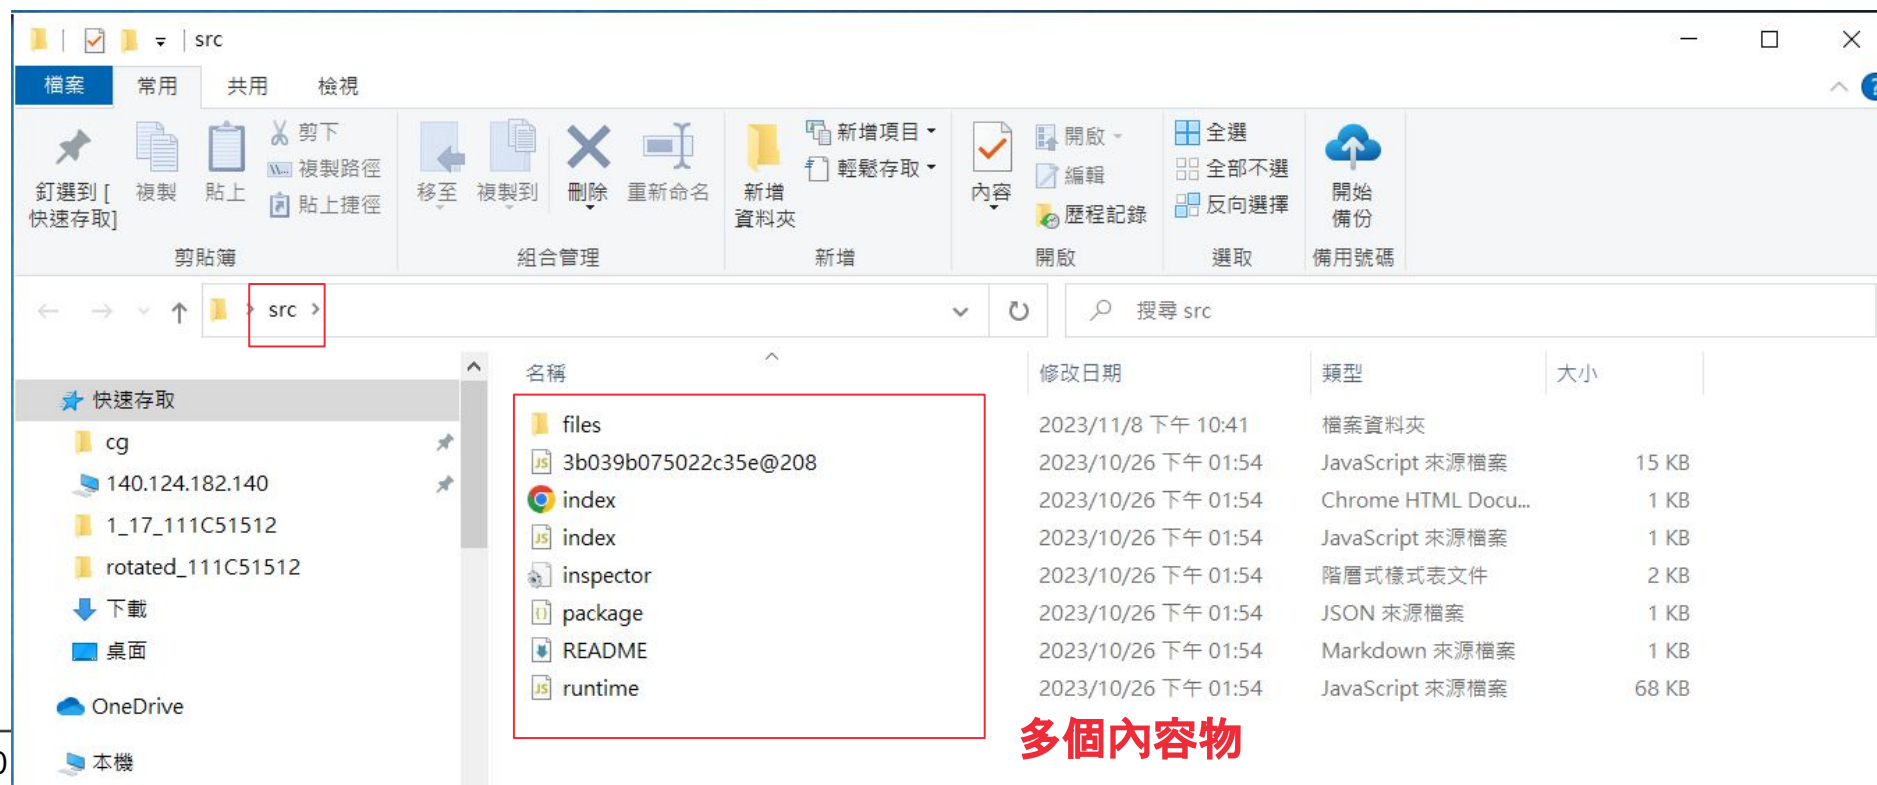 src
檔案 常用 共用 檢視
釘選到 [
快速存取]
複製
貼上
剪下
複製路徑
貼上捷徑
剪貼簿
移至
複製到
刪除
重新命名
組合管理
新增
資料夾
新增項目
輕鬆存取
新增
內容
開啟
編輯
歷程記錄
開啟
全選
全部不選
反向選擇
選取
開始
備份
備用號碼
src
搜尋 src
名稱 修改日期 類型 大小
快速存取
cg
140.124.182.140
1_17_111C51512
rotated_111C51512
下載
桌面
OneDrive
本機
files 2023/11/8 下午 10:41 檔案資料夾
3b039b075022c35e@208 2023/10/26 下午 01:54 JavaScript 來源檔案 15 KB
index 2023/10/26 下午 01:54 Chrome HTML Docu... 1 KB
index 2023/10/26 下午 01:54 JavaScript 來源檔案 1 KB
inspector 2023/10/26 下午 01:54 階層式樣式表文件 2 KB
package 2023/10/26 下午 01:54 JSON 來源檔案 1 KB
README 2023/10/26 下午 01:54 Markdown 來源檔案 1 KB
runtime 2023/10/26 下午 01:54 JavaScript 來源檔案 68 KB
多個內容物